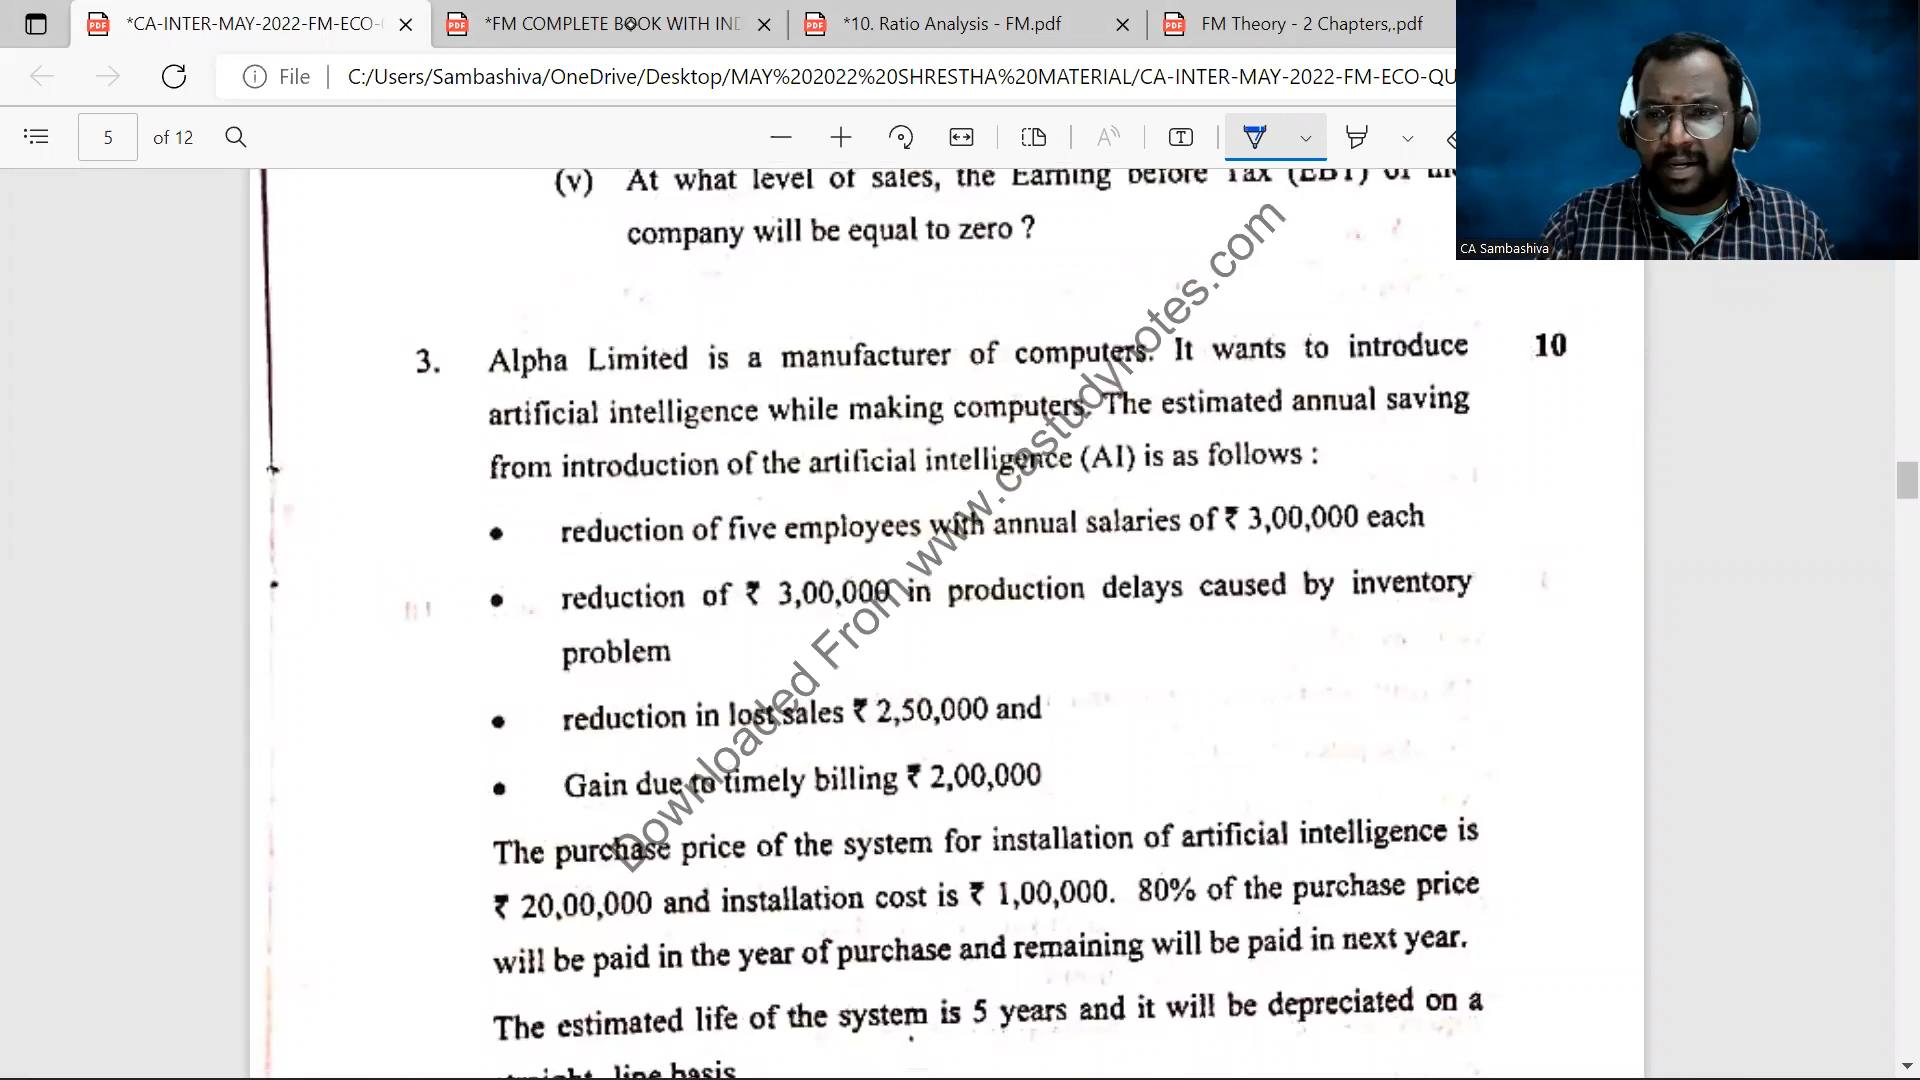 *CA-INTER-MAY-2022-FM-ECO-
*FM COMPLETE BOOK WITH IND
*10. Ratio Analysis - FM.pdf
FM Theory - 2 Chapters,.pdf
File
C:/Users/Sambashiva/OneDrive/Desktop/MAY%202022%20SHRESTHA%20MATERIAL/CA-INTER-MAY-2022-FM-ECO-QU
5 of 12
CA Sambashiva
(v) At what level of sales, the Earning before Tax (EBT) of
company will be equal to zero ?
3. Alpha Limited is a manufacturer of computers. It wants to introduce 10
artificial intelligence while making computers. The estimated annual saving
from introduction of the artificial intelligence (AI) is as follows :
• reduction of five employees with annual salaries of ₹ 3,00,000 each
• reduction of ₹ 3,00,000 in production delays caused by inventory
problem
• reduction in lost sales ₹ 2,50,000 and
• Gain due to timely billing ₹ 2,00,000
The purchase price of the system for installation of artificial intelligence is
₹ 20,00,000 and installation cost is ₹ 1,00,000. 80% of the purchase price
will be paid in the year of purchase and remaining will be paid in next year.
The estimated life of the system is 5 years and it will be depreciated on a
line basis
Downloaded From www.castudynotes.com